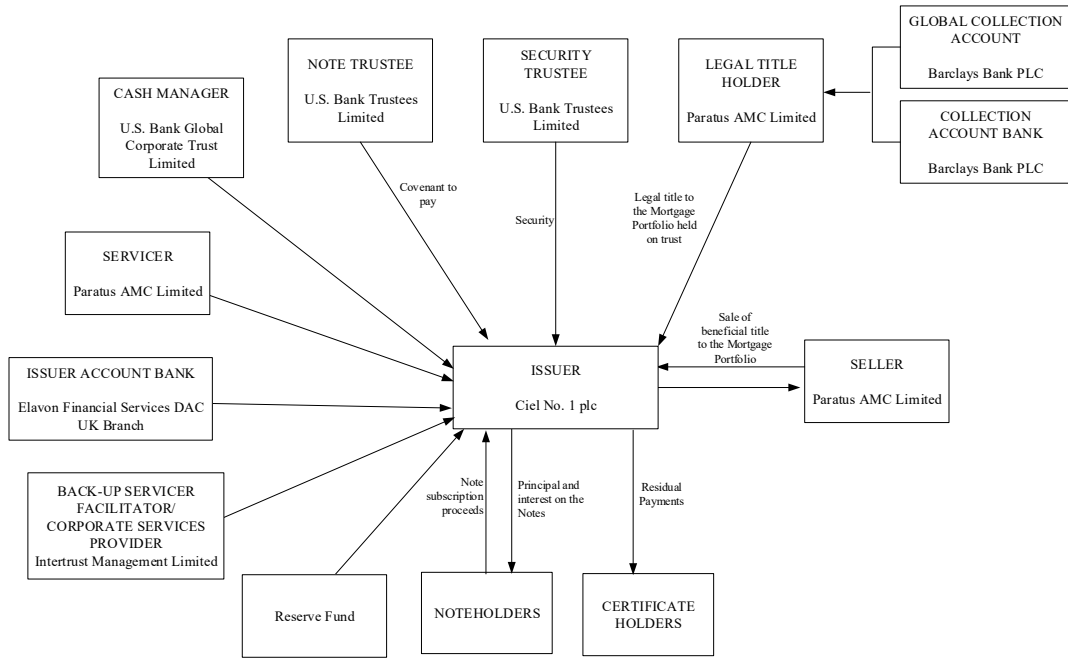 GLOBAL COLLECTION
ACCOUNT
Barclays Bank PLC
NOTE TRUSTEE
U.S. Bank Trustees
Limited
SECURITY
TRUSTEE
U.S. Bank Trustees
Limited
LEGAL TITLE
HOLDER
Paratus AMC Limited
CASH MANAGER
U.S. Bank Global
Corporate Trust
Limited
COLLECTION
ACCOUNT BANK
Barclays Bank PLC
Covenant to
pay
Security
Legal title to
the Mortgage
Portfolio held
on trust
SERVICER
Paratus AMC Limited
Sale of
beneficial title
to the Mortgage
Portfolio
ISSUER
Ciel No. 1 plc
SELLER
Paratus AMC Limited
ISSUER ACCOUNT BANK
Elavon Financial Services DAC
UK Branch
Note
subscription
proceeds
Principal and
interest on the
Notes
Residual
Payments
BACK-UP SERVICER
FACILITATOR/
CORPORATE SERVICES
PROVIDER
Intertrust Management Limited
Reserve Fund
NOTEHOLDERS
CERTIFICATE
HOLDERS